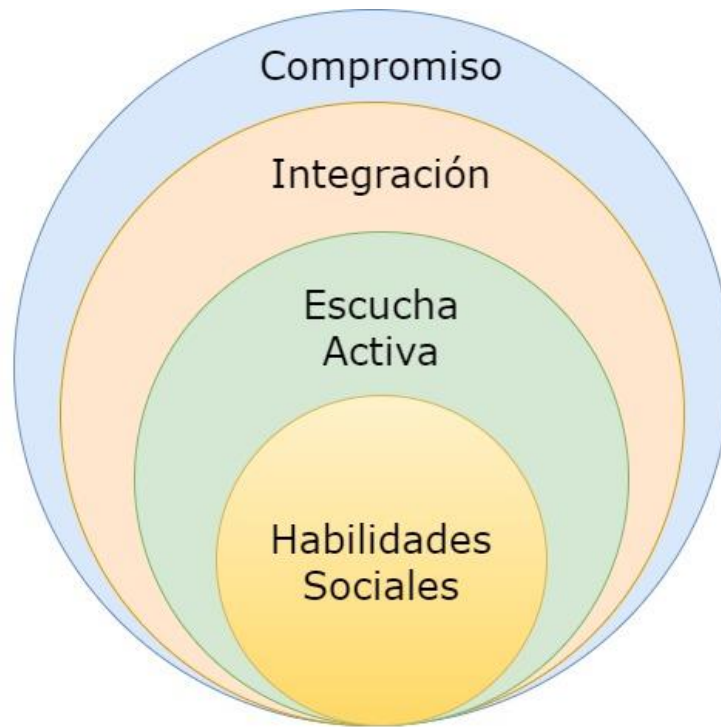 Compromiso
Integración
Escucha
Activa
Habilidades
Sociales